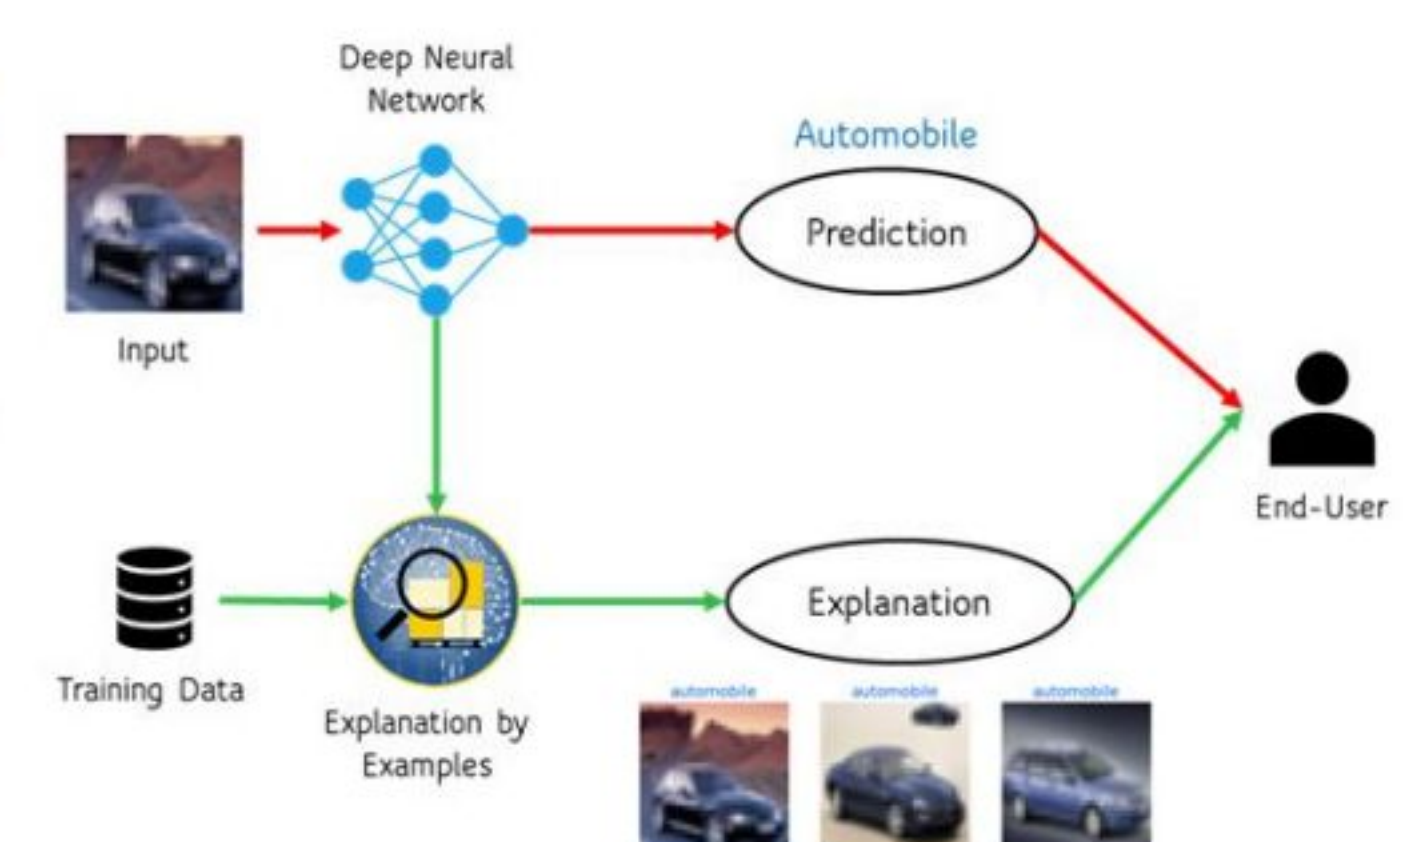 Deep Neural
Network
Automobile
Prediction
Input
End-User
Explanation
Training Data
Explanation by
Examples
automobile
automobile
automobile